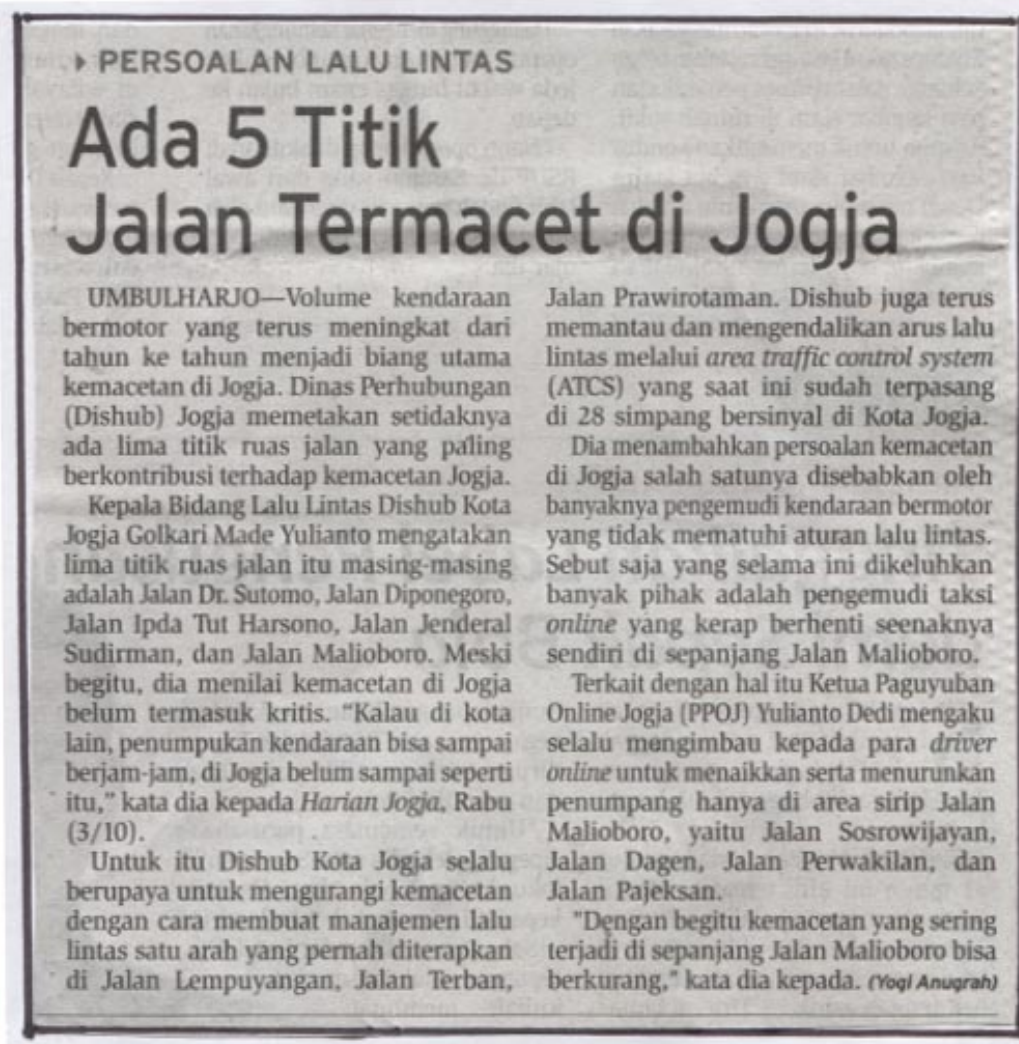 ▸ PERSOALAN LALU LINTAS
Ada 5 Titik
Jalan Termacet di Jogja
UMBULHARJO—Volume kendaraan
bermotor yang terus meningkat dari
tahun ke tahun menjadi biang utama
kemacetan di Jogja. Dinas Perhubungan
(Dishub) Jogja memetakan setidaknya
ada lima titik ruas jalan yang paling
berkontribusi terhadap kemacetan Jogja.
Kepala Bidang Lalu Lintas Dishub Kota
Jogja Golkari Made Yulianto mengatakan
lima titik ruas jalan itu masing-masing
adalah Jalan Dr. Sutomo, Jalan Diponegoro,
Jalan Ipda Tut Harsono, Jalan Jenderal
Sudirman, dan Jalan Malioboro. Meski
begitu, dia menilai kemacetan di Jogja
belum termasuk kritis. “Kalau di kota
lain, penumpukan kendaraan bisa sampai
berjam-jam, di Jogja belum sampai seperti
itu,” kata dia kepada Harian Jogja, Rabu
(3/10).
Untuk itu Dishub Kota Jogja selalu
berupaya untuk mengurangi kemacetan
dengan cara membuat manajemen lalu
lintas satu arah yang pernah diterapkan
di Jalan Lempuyangan, Jalan Terban,
Jalan Prawirotaman. Dishub juga terus
memantau dan mengendalikan arus lalu
lintas melalui area traffic control system
(ATCS) yang saat ini sudah terpasang
di 28 simpang bersinyal di Kota Jogja.
Dia menambahkan persoalan kemacetan
di Jogja salah satunya disebabkan oleh
banyaknya pengemudi kendaraan bermotor
yang tidak mematuhi aturan lalu lintas.
Sebut saja yang selama ini dikeluhkan
banyak pihak adalah pengemudi taksi
online yang kerap berhenti seenaknya
sendiri di sepanjang Jalan Malioboro.
Terkait dengan hal itu Ketua Paguyuban
Online Jogja (PPOJ) Yulianto Dedi mengaku
selalu mengimbau kepada para driver
online untuk menaikkan serta menurunkan
penumpang hanya di area sirip Jalan
Malioboro, yaitu Jalan Sosrowijayan,
Jalan Dagen, Jalan Perwakilan, dan
Jalan Pajeksan.
"Dengan begitu kemacetan yang sering
terjadi di sepanjang Jalan Malioboro bisa
berkurang," kata dia kepada. (Yogi Anugrah)